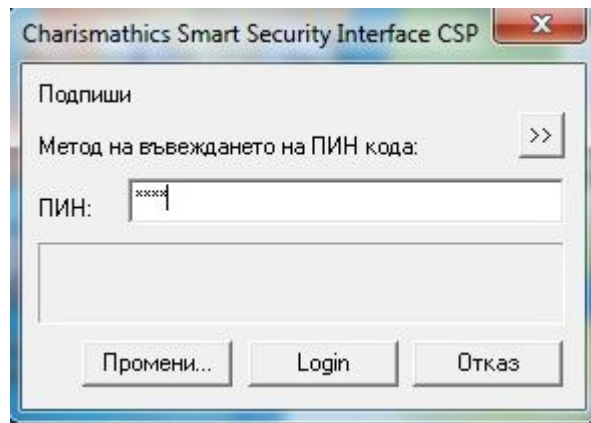 Charismathics Smart Security Interface CSP
Подпиши
Метод на въвеждането на ПИН кода:
>>
ПИН: ****
Промени... Login Отказ